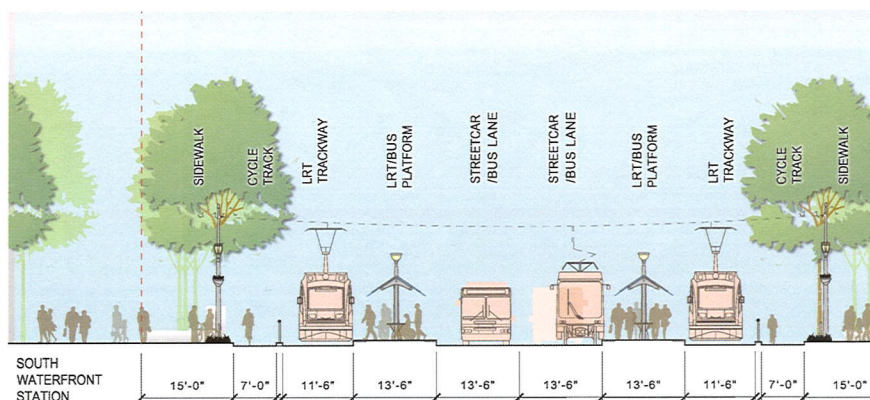 SIDEWALK
CYCLE
TRACK
LRT
TRACKWAY
LRT/BUS
PLATFORM
STREETCAR
/BUS LANE
STREETCAR
/BUS LANE
LRT/BUS
PLATFORM
LRT
TRACKWAY
CYCLE
TRACK
SIDEWALK
SOUTH
WATERFRONT
STATION
15'-0" 7'-0" 11'-6" 13'-6" 13'-6" 13'-6" 13'-6" 11'-6" 7'-0" 15'-0"